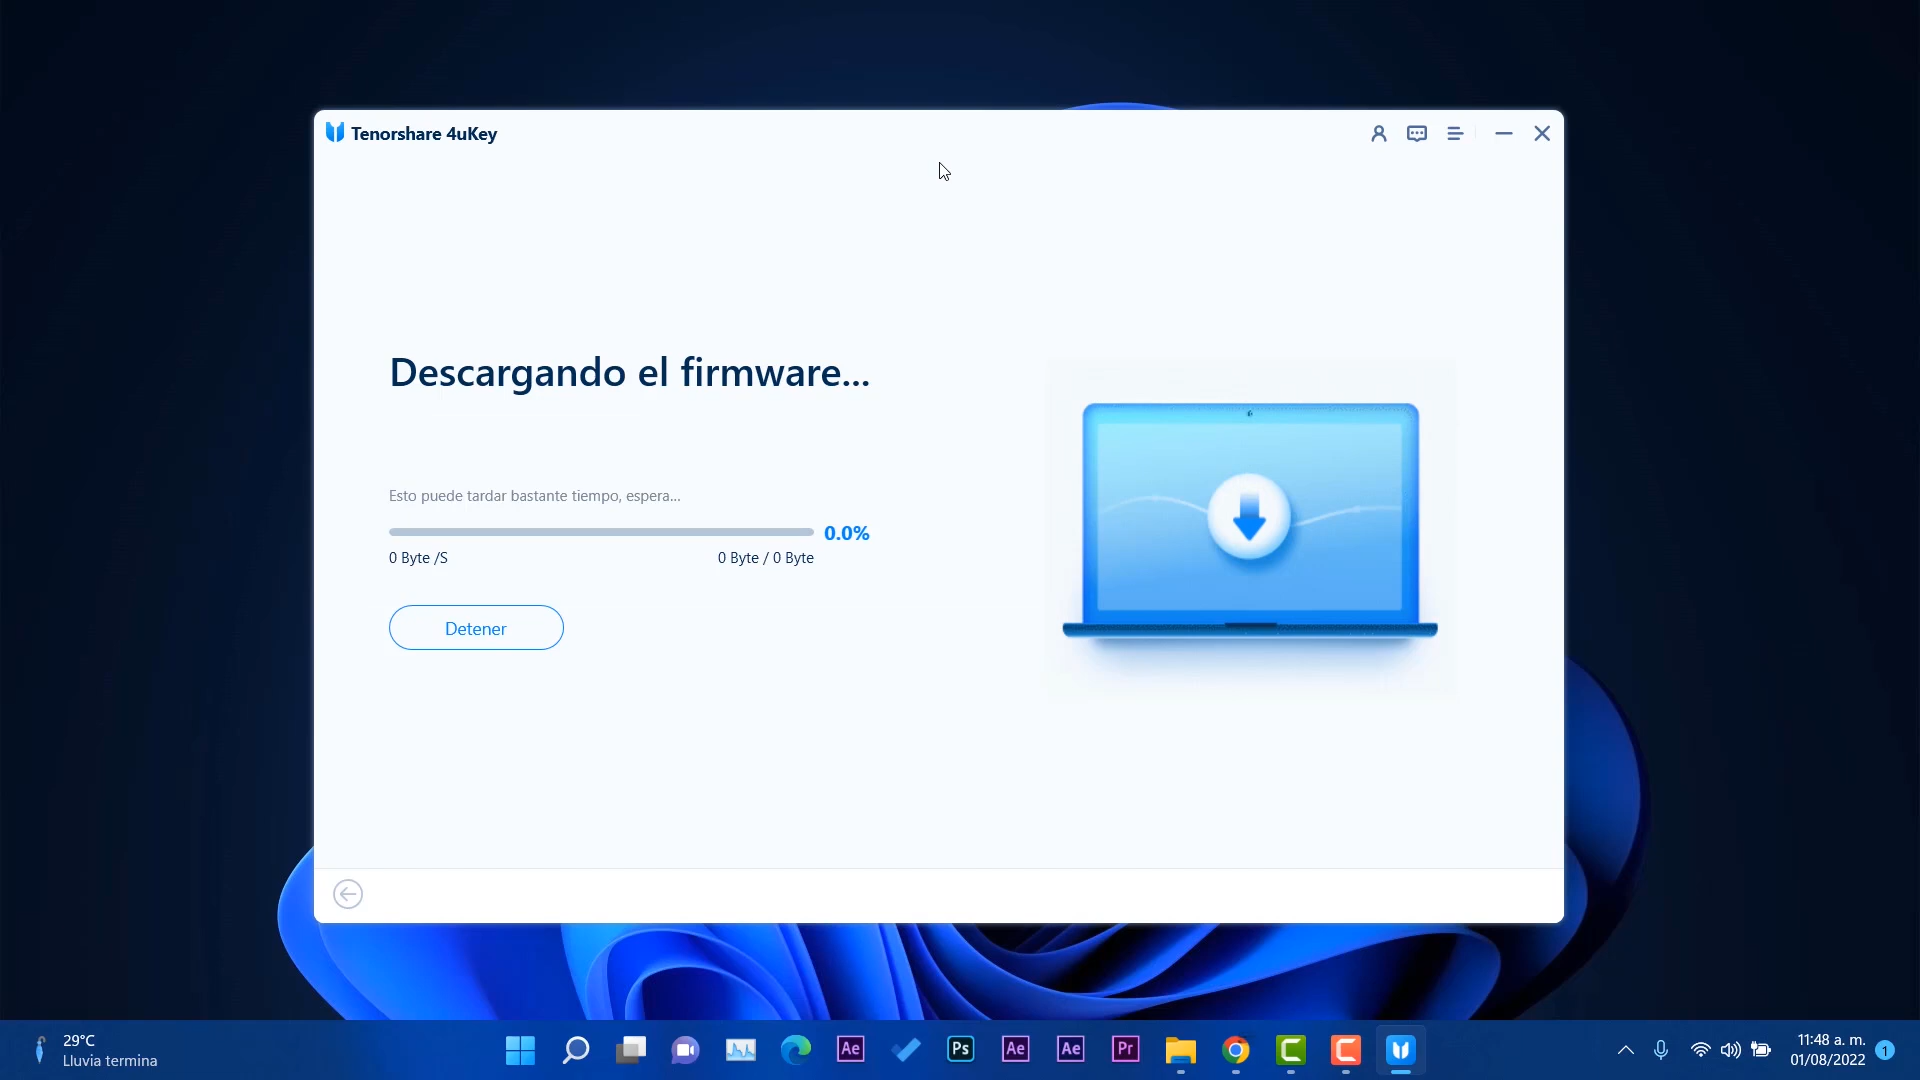 Tenorshare 4uKey
Descargando el firmware...
Esto puede tardar bastante tiempo, espera...
0.0%
0 Byte /S
0 Byte / 0 Byte
Detener
29°C
Lluvia termina
Ae
Ps
Ae
Ae
Pr
11:48 a. m.
01/08/2022
1